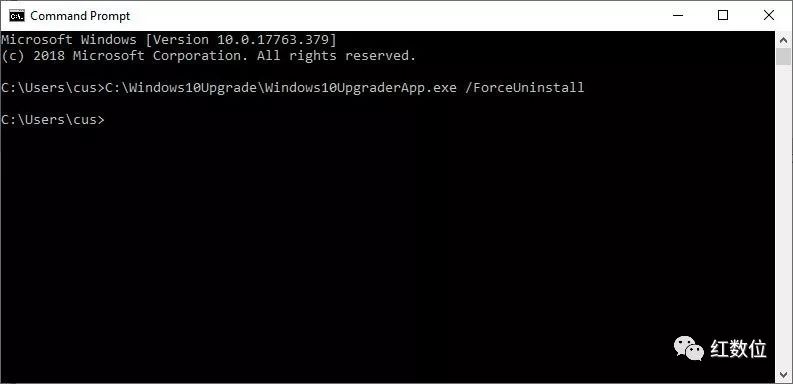 Command Prompt
Microsoft Windows [Version 10.0.17763.379]
(c) 2018 Microsoft Corporation. All rights reserved.
C:\Users\cus>C:\Windows10Upgrade\Windows10UpgraderApp.exe /ForceUninstall
C:\Users\cus>
红数位